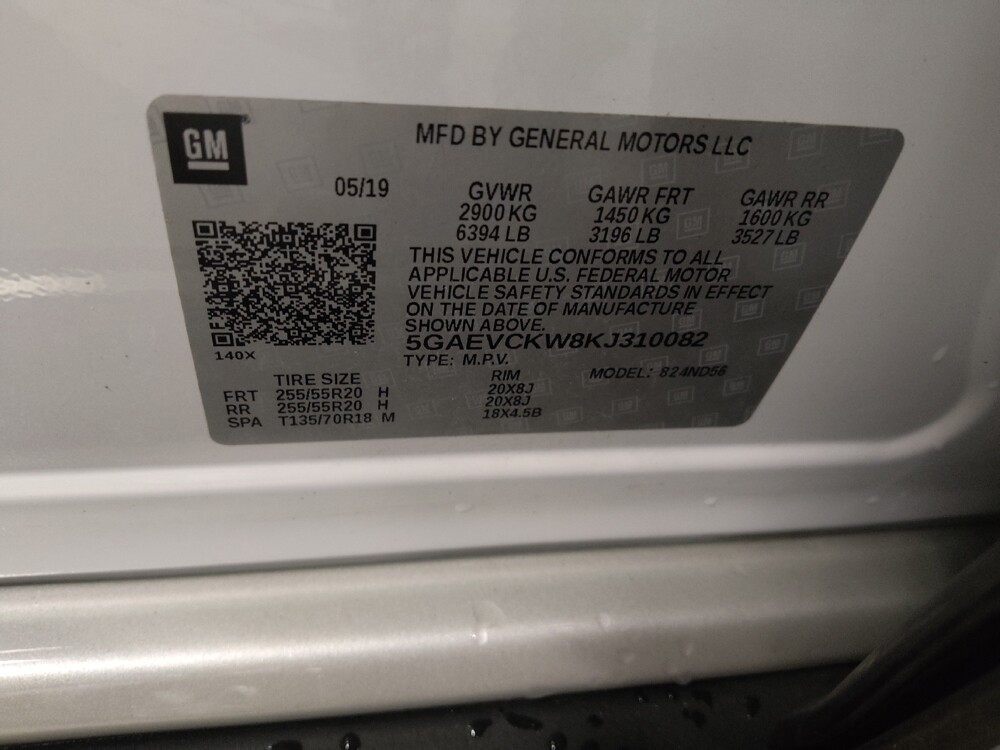 GM
MFD BY GENERAL MOTORS LLC
05/19
GVWR GAWR FRT GAWR RR
2900 KG 1450 KG 1600 KG
6394 LB 3196 LB 3527 LB
THIS VEHICLE CONFORMS TO ALL
APPLICABLE U.S. FEDERAL MOTOR
VEHICLE SAFETY STANDARDS IN EFFECT
ON THE DATE OF MANUFACTURE
SHOWN ABOVE.
5GAEVCKW8KJ310082
140X
TYPE: M.P.V.
MODEL: 824ND56
TIRE SIZE RIM
FRT 255/55R20 H 20X8J
RR 255/55R20 H 20X8J
SPA T135/70R18 M 18X4.5B